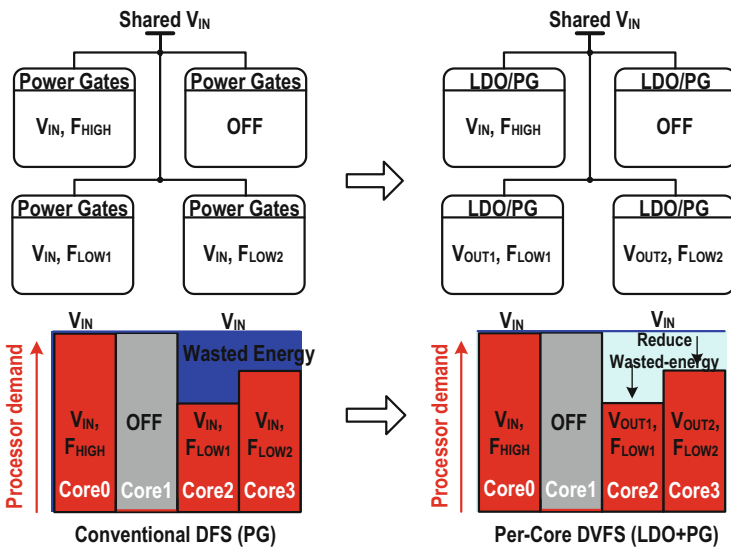 Shared VIN
Power Gates
VIN, FHIGH
Power Gates
OFF
Power Gates
VIN, FLOW1
Power Gates
VIN, FLOW2
Shared VIN
LDO/PG
VIN, FHIGH
LDO/PG
OFF
LDO/PG
VOUT1, FLOW1
LDO/PG
VOUT2, FLOW2
Processor demand
VIN
VIN
Wasted Energy
VIN,
FHIGH
Core0
OFF
Core1
VIN,
FLOW1
Core2
VIN,
FLOW2
Core3
Conventional DFS (PG)
Processor demand
VIN
VIN
Reduce
Wasted-energy
VIN,
FHIGH
Core0
OFF
Core1
VOUT1,
FLOW1
Core2
VOUT2,
FLOW2
Core3
Per-Core DVFS (LDO+PG)